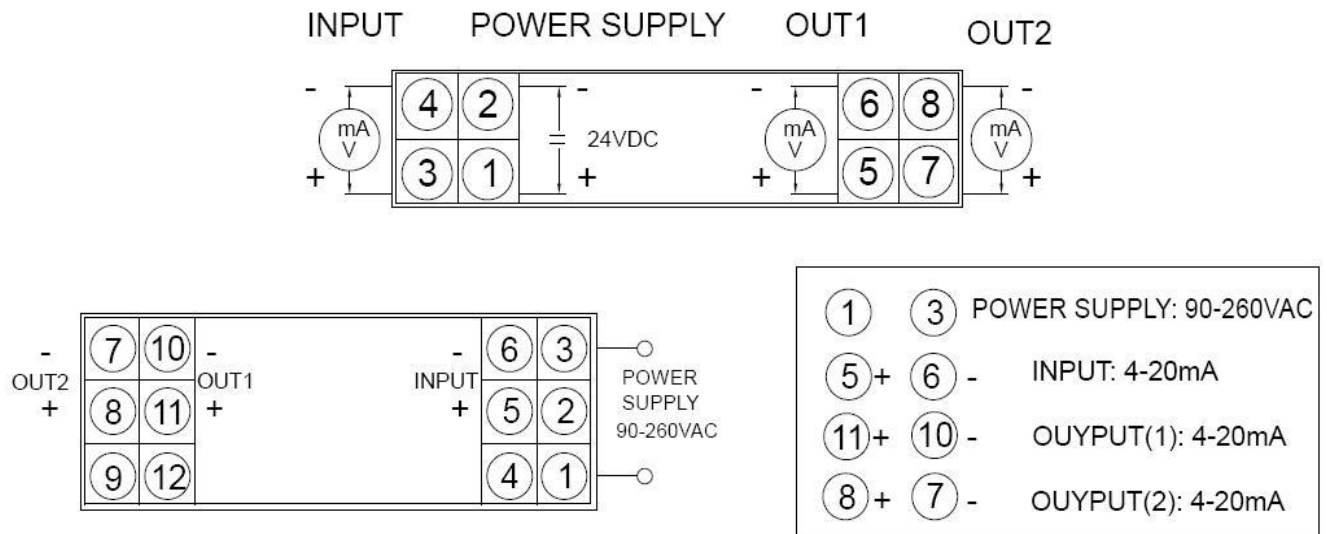 INPUT POWER SUPPLY OUT1 OUT2
- 4 2 - - 6 8 -
mA V 24VDC mA V mA V
+ 3 1 + + 5 7 +
- 7 10 - - 6 3
OUT2 OUT1 INPUT POWER
+ 8 11 + + 5 2 SUPPLY
90-260VAC
9 12 4 1
1 3 POWER SUPPLY: 90-260VAC
5 + 6 - INPUT: 4-20mA
11 + 10 - OUYPUT(1): 4-20mA
8 + 7 - OUYPUT(2): 4-20mA